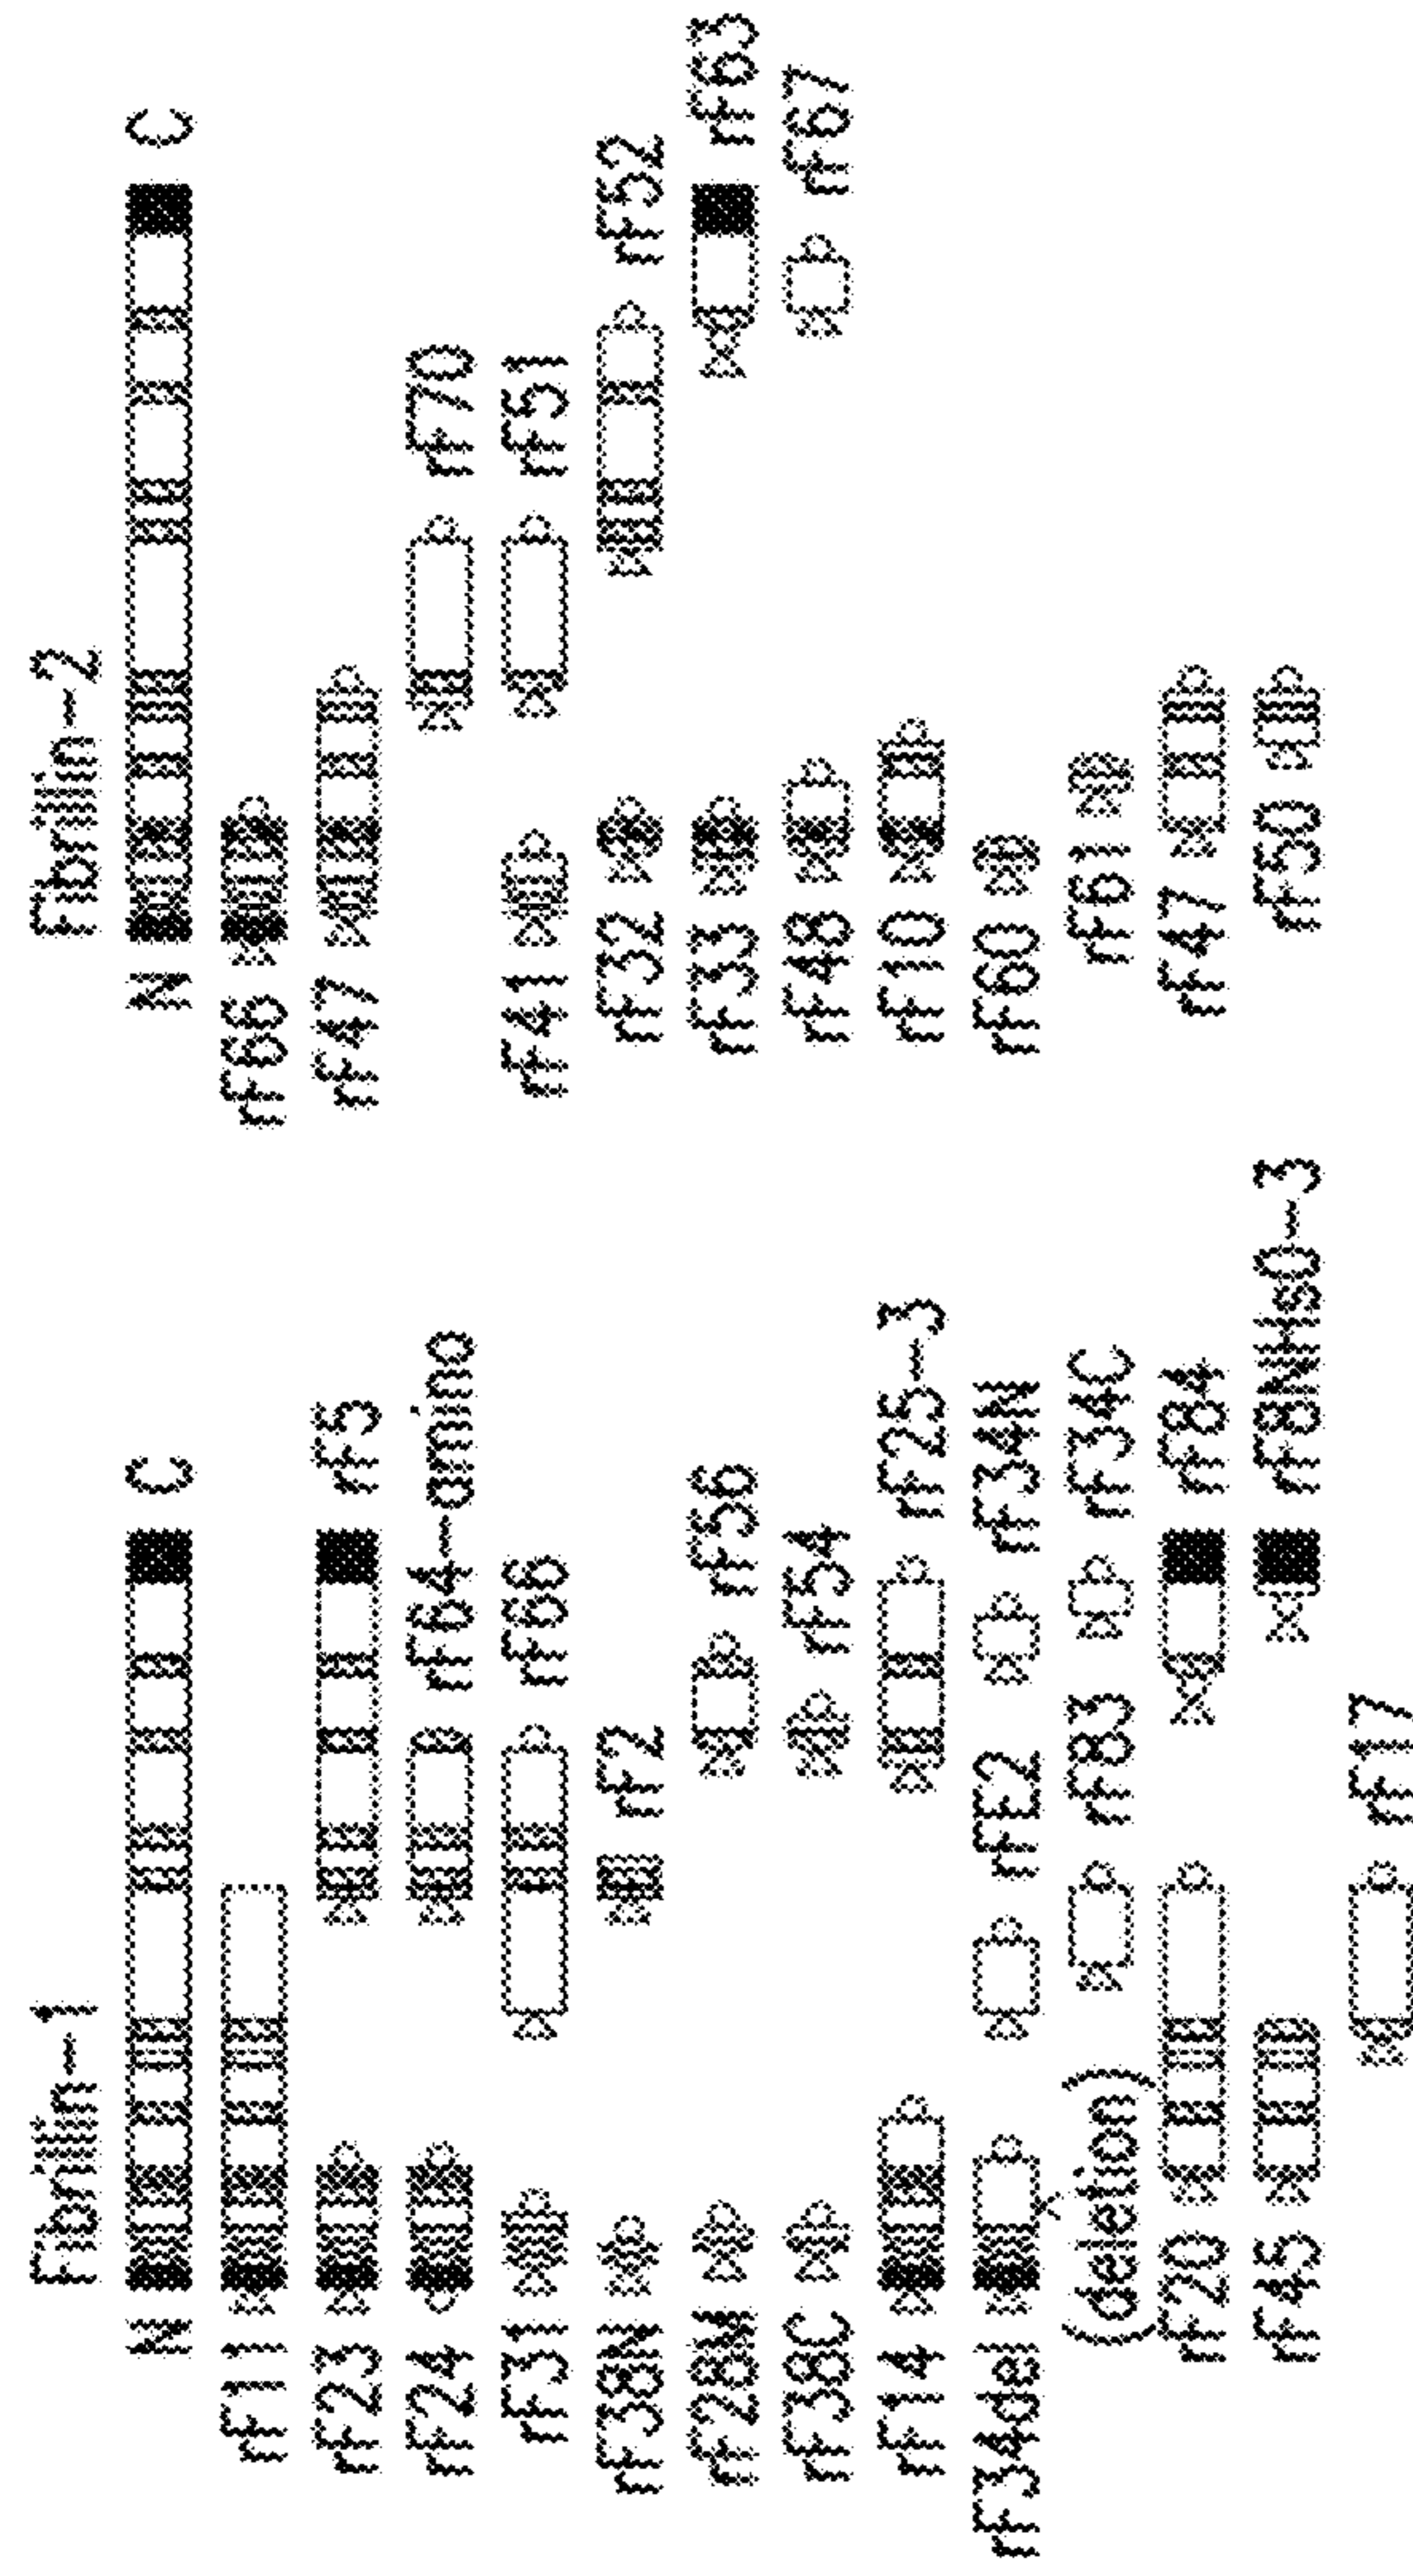 Fibrillin-1
N C
rF11
rF23 rF5
rF24 rF64-amino
rF31 rF66
rF38N rF2
rF28N rF56
rF38C rF54
rF14 rF25-3
rF34del rFE2 rF34N
(deletion) rF83 rF34C
rF20 rF84
rF45 rF8NHs0-3
rF17
Fibrillin-2
N C
rF66
rF47
rF70
rF41 rF51
rF32 rF52
rF33 rF63
rF48 rF67
rF10
rF60
rF61
rF47
rF50